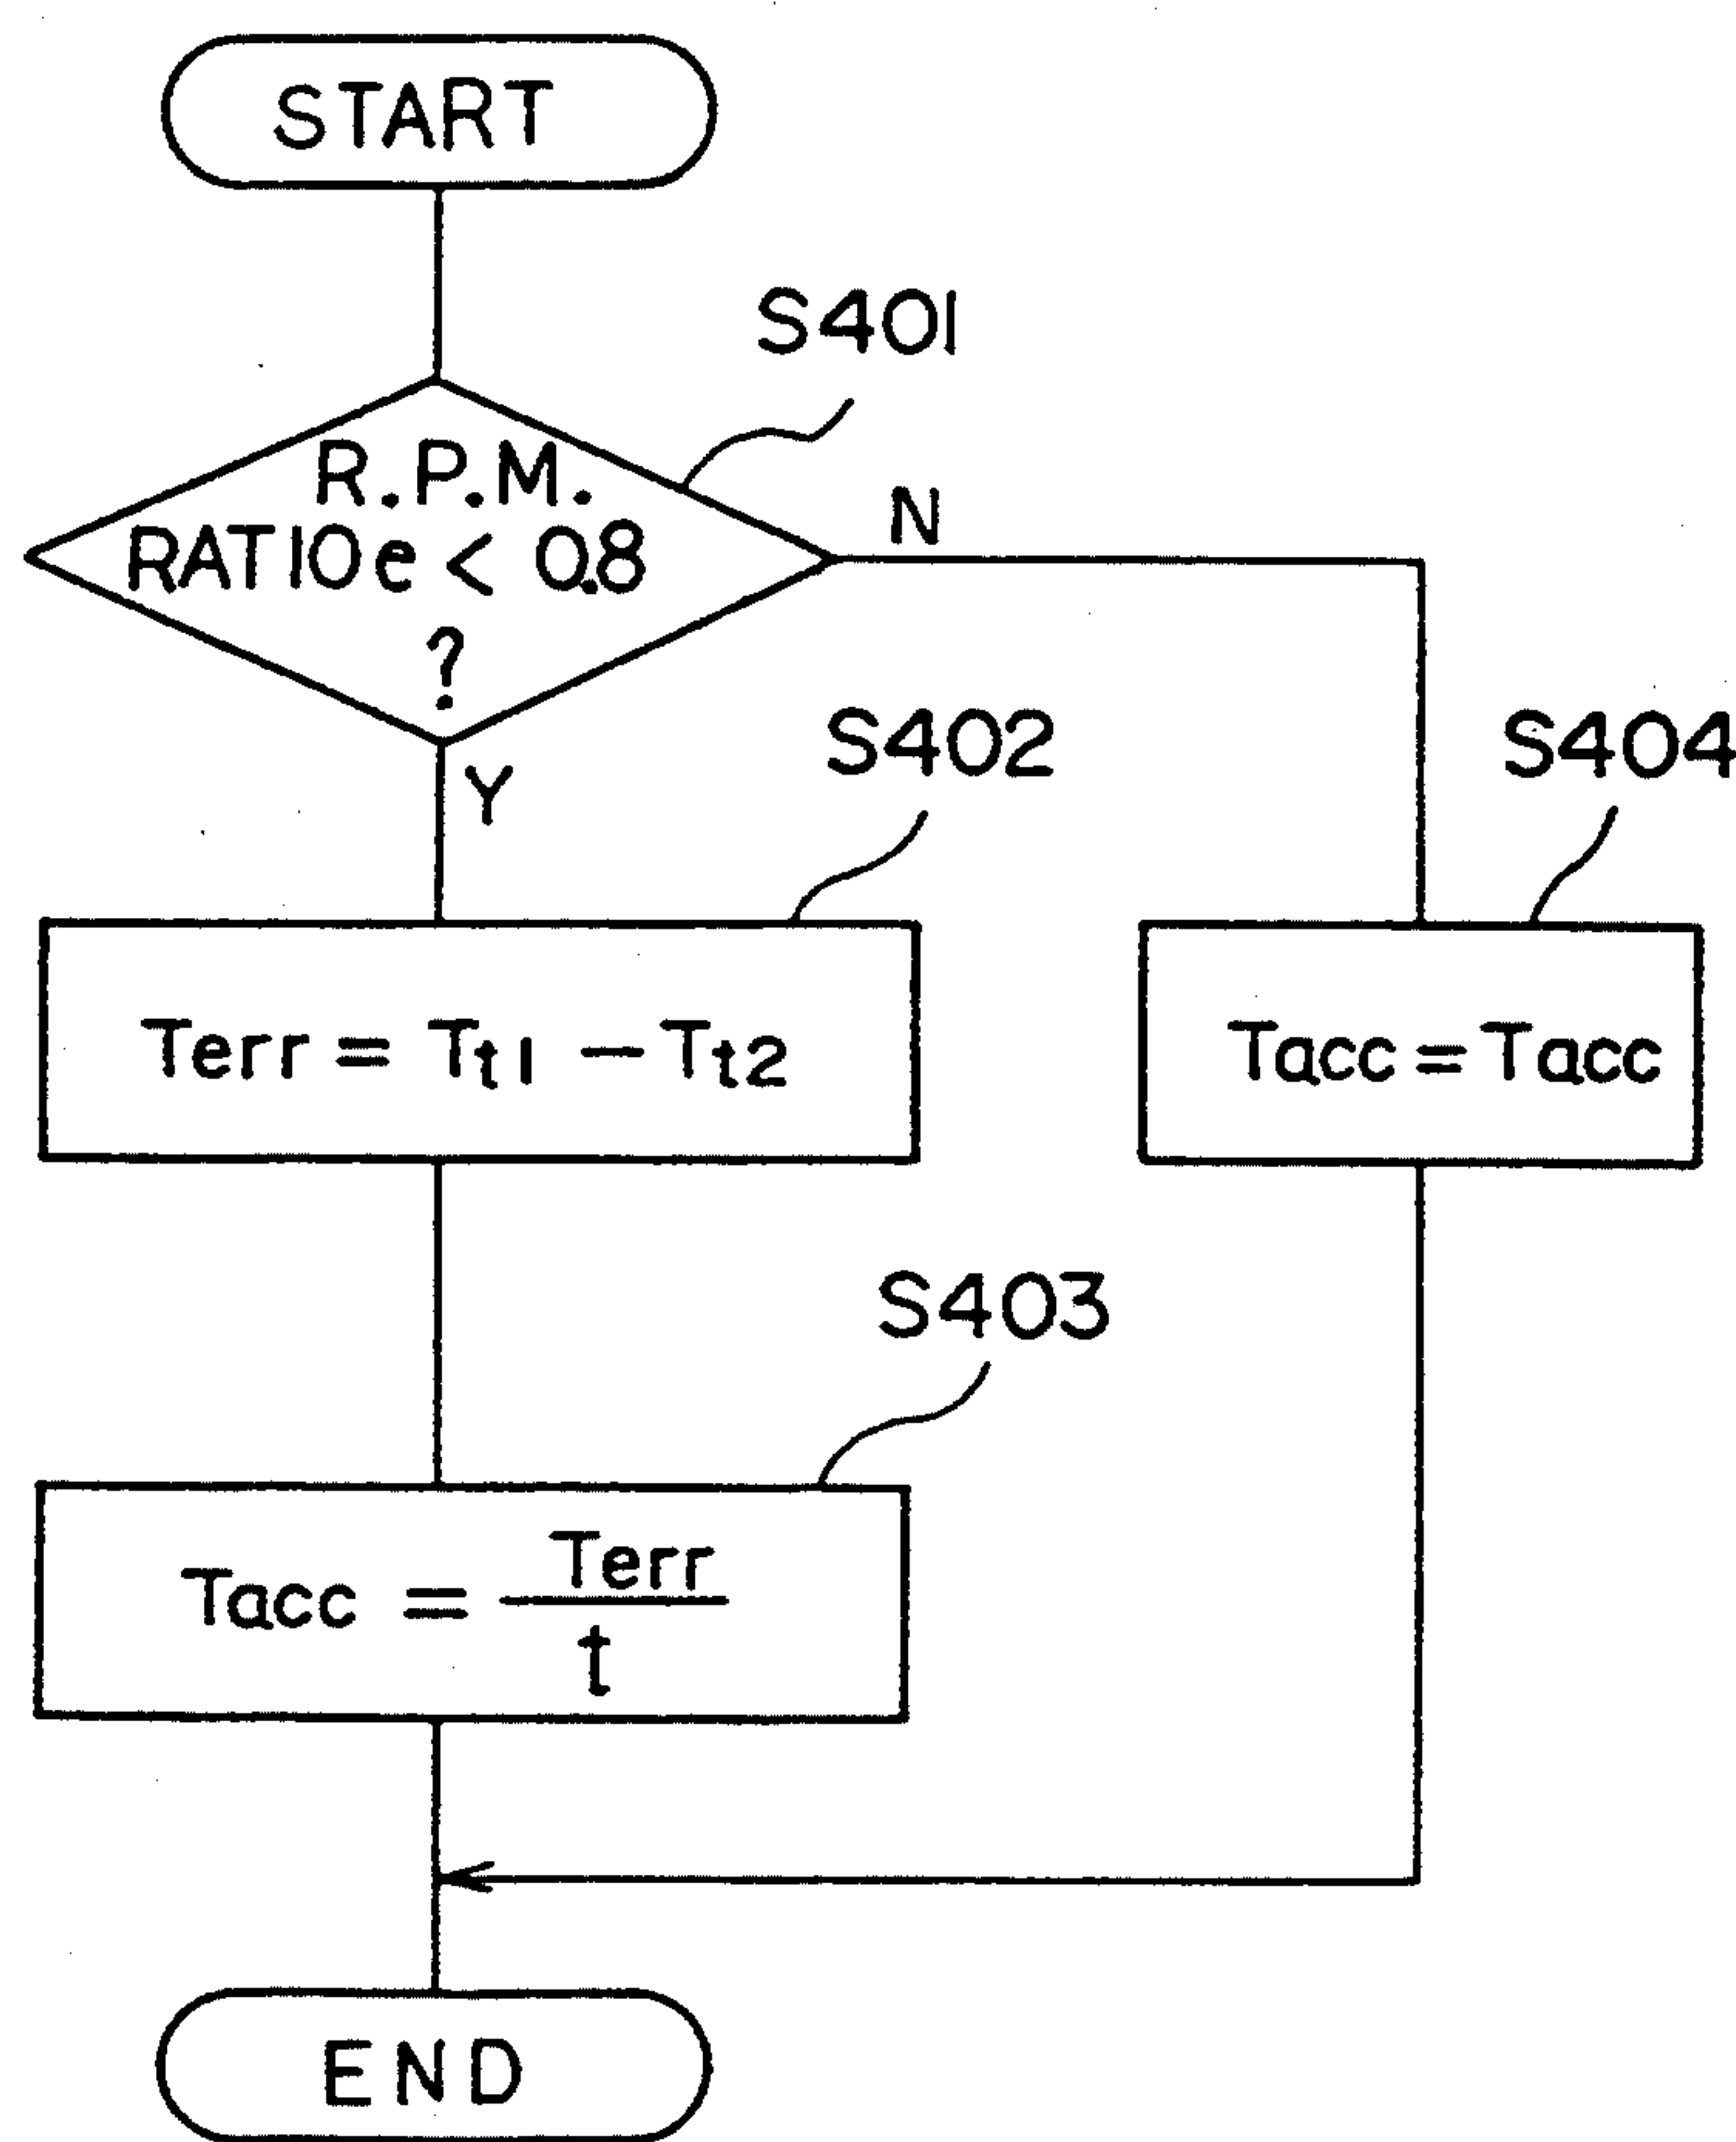 START
S401
R.P.M.
RATIO e < 0.8
?
N
Y
S402
S404
Terr = Tt1 − Tt2
Tacc = Tacc
S403
Tacc = Terr / t
END